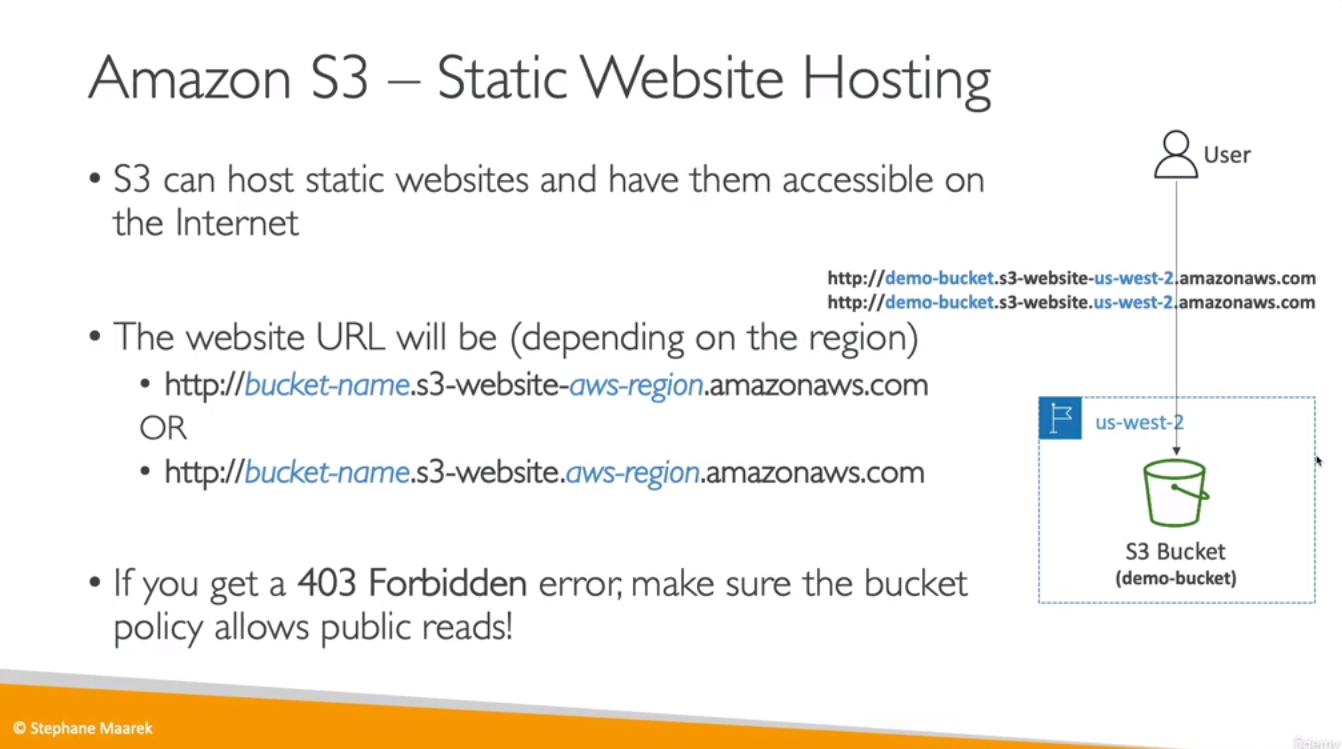 Amazon S3 – Static Website Hosting
• S3 can host static websites and have them accessible on
the Internet
• The website URL will be (depending on the region)
• http://bucket-name.s3-website-aws-region.amazonaws.com
OR
• http://bucket-name.s3-website.aws-region.amazonaws.com
• If you get a 403 Forbidden error, make sure the bucket
policy allows public reads!
User
http://demo-bucket.s3-website-us-west-2.amazonaws.com
http://demo-bucket.s3-website.us-west-2.amazonaws.com
us-west-2
S3 Bucket
(demo-bucket)
© Stephane Maarek
ûdemy